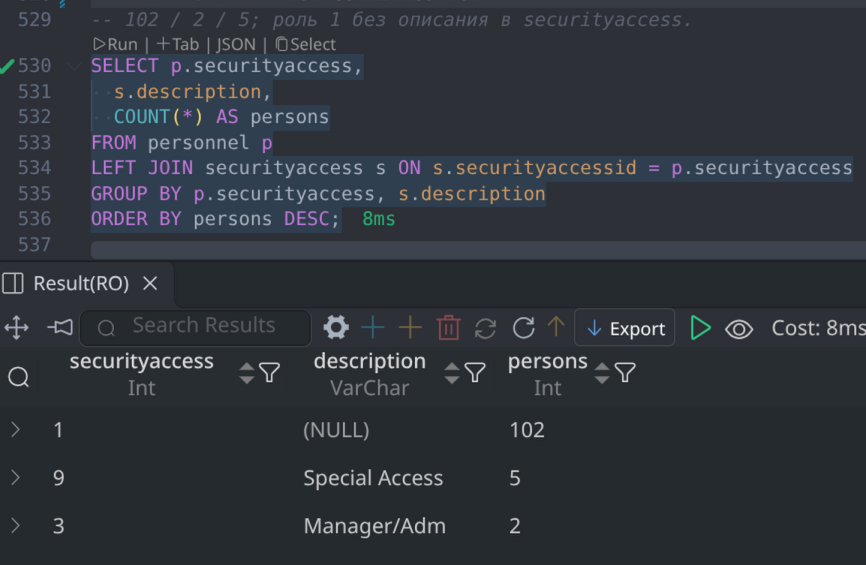 529 -- 102 / 2 / 5; роль 1 без описания в securityaccess.
▷Run | +Tab | JSON | Select
530 SELECT p.securityaccess,
531 s.description,
532 COUNT(*) AS persons
533 FROM personnel p
534 LEFT JOIN securityaccess s ON s.securityaccessid = p.securityaccess
535 GROUP BY p.securityaccess, s.description
536 ORDER BY persons DESC; 8ms
537
Result(RO)
Search Results Export Cost: 8ms
securityaccess description persons
Int VarChar Int
1 (NULL) 102
9 Special Access 5
3 Manager/Adm 2